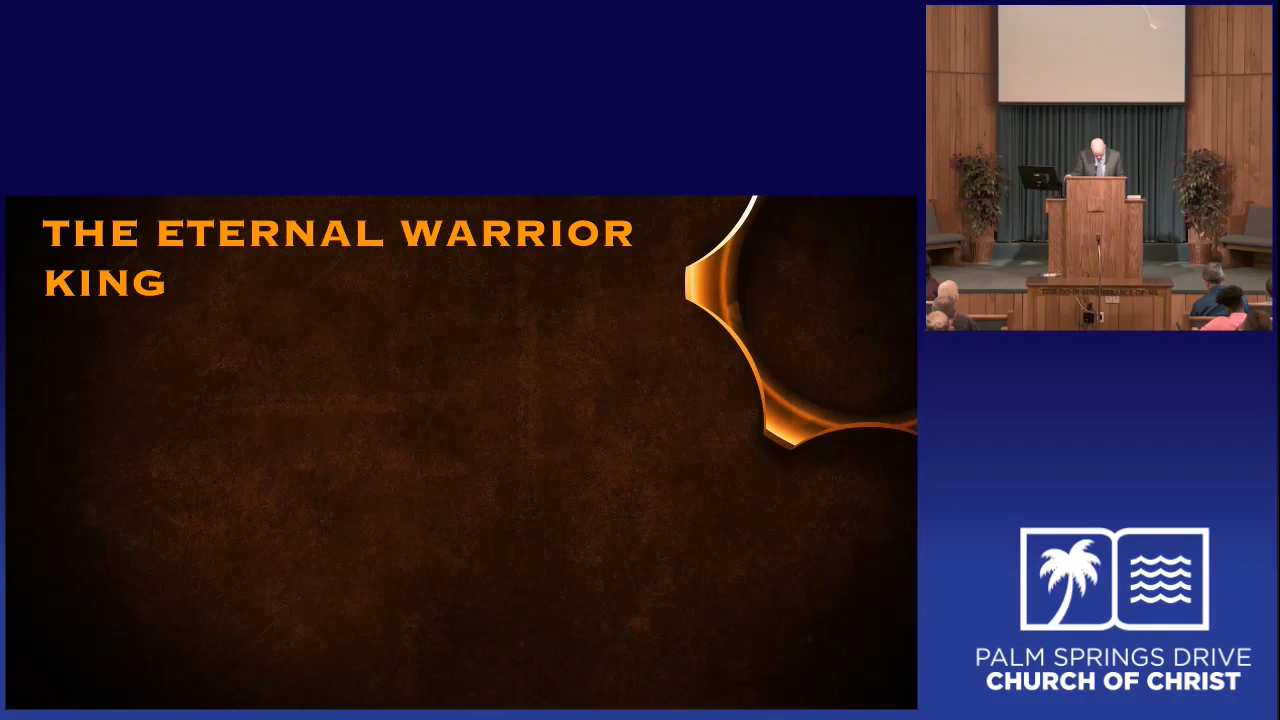 THE ETERNAL WARRIOR
KING
PALM SPRINGS DRIVE
CHURCH OF CHRIST